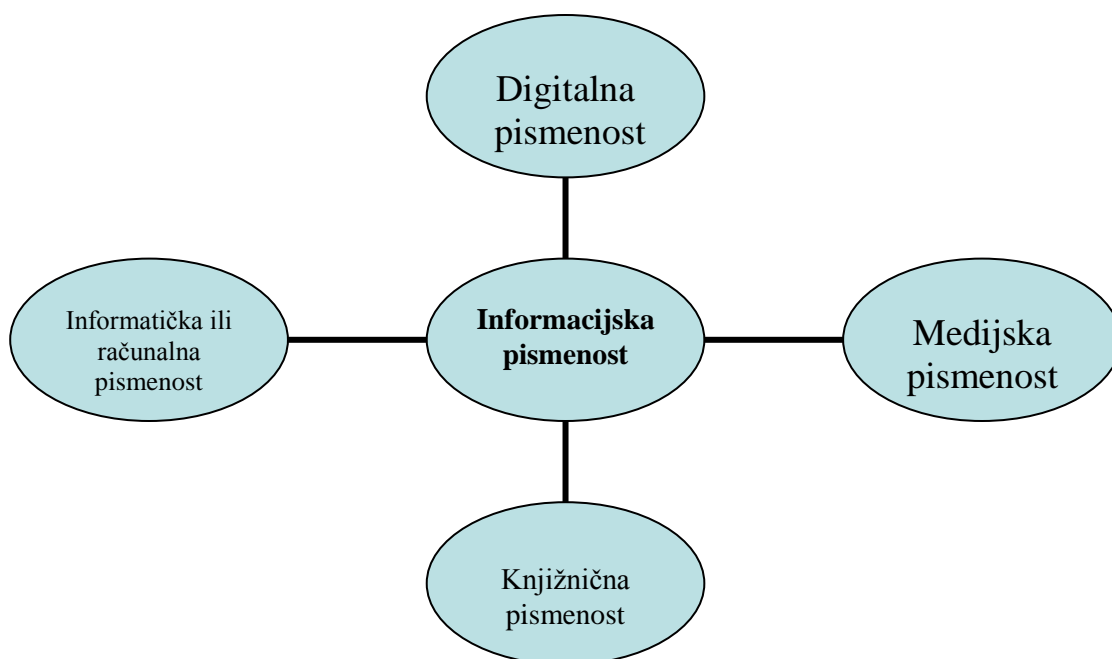 Digitalna
pismenost
Informatička ili
računalna
pismenost
Informacijska
pismenost
Medijska
pismenost
Knjižnična
pismenost